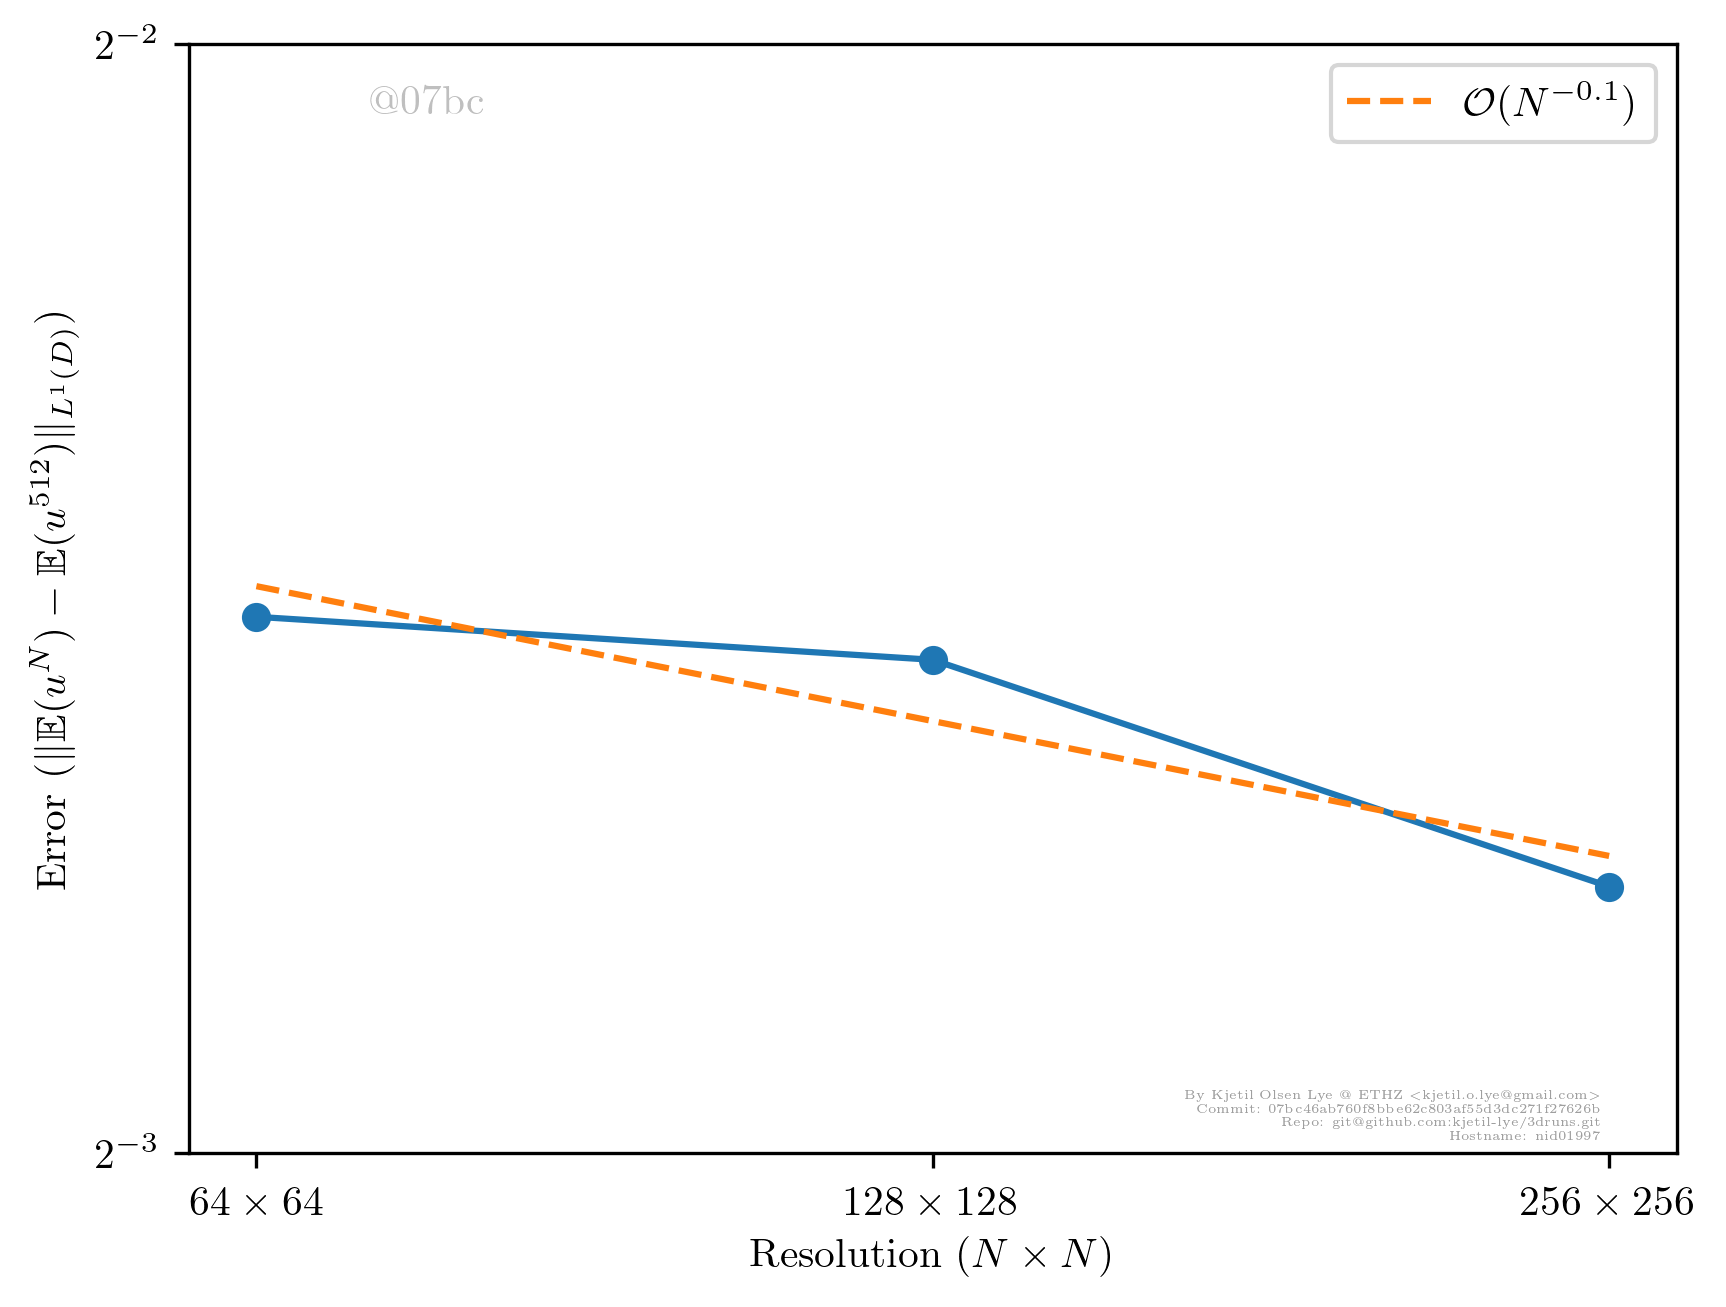 2^{-2}
@07bc
𝒪(N^{-0.1})
Error (||𝔼(u^N) − 𝔼(u^{512})||_{L^1(D)})
By Kjetil Olsen Lye @ ETHZ <kjetil.o.lye@gmail.com>
Commit: 07bc46ab760f8bbe62c803af55d3dc271f27626b
Repo: git@github.com:kjetil-lye/3druns.git
Hostname: nid01997
2^{-3}
64 × 64
128 × 128
256 × 256
Resolution (N × N)